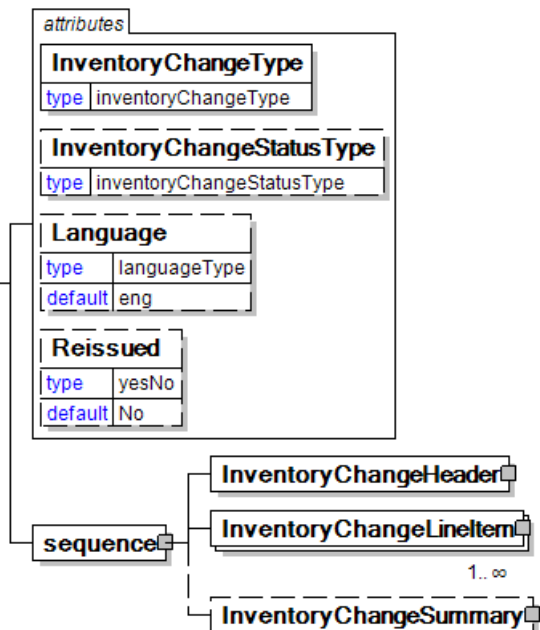 attributes
InventoryChangeType
type inventoryChangeType
InventoryChangeStatusType
type inventoryChangeStatusType
Language
type languageType
default eng
Reissued
type yesNo
default No
InventoryChangeHeader
sequence
InventoryChangeLineItem
1.. ∞
InventoryChangeSummary